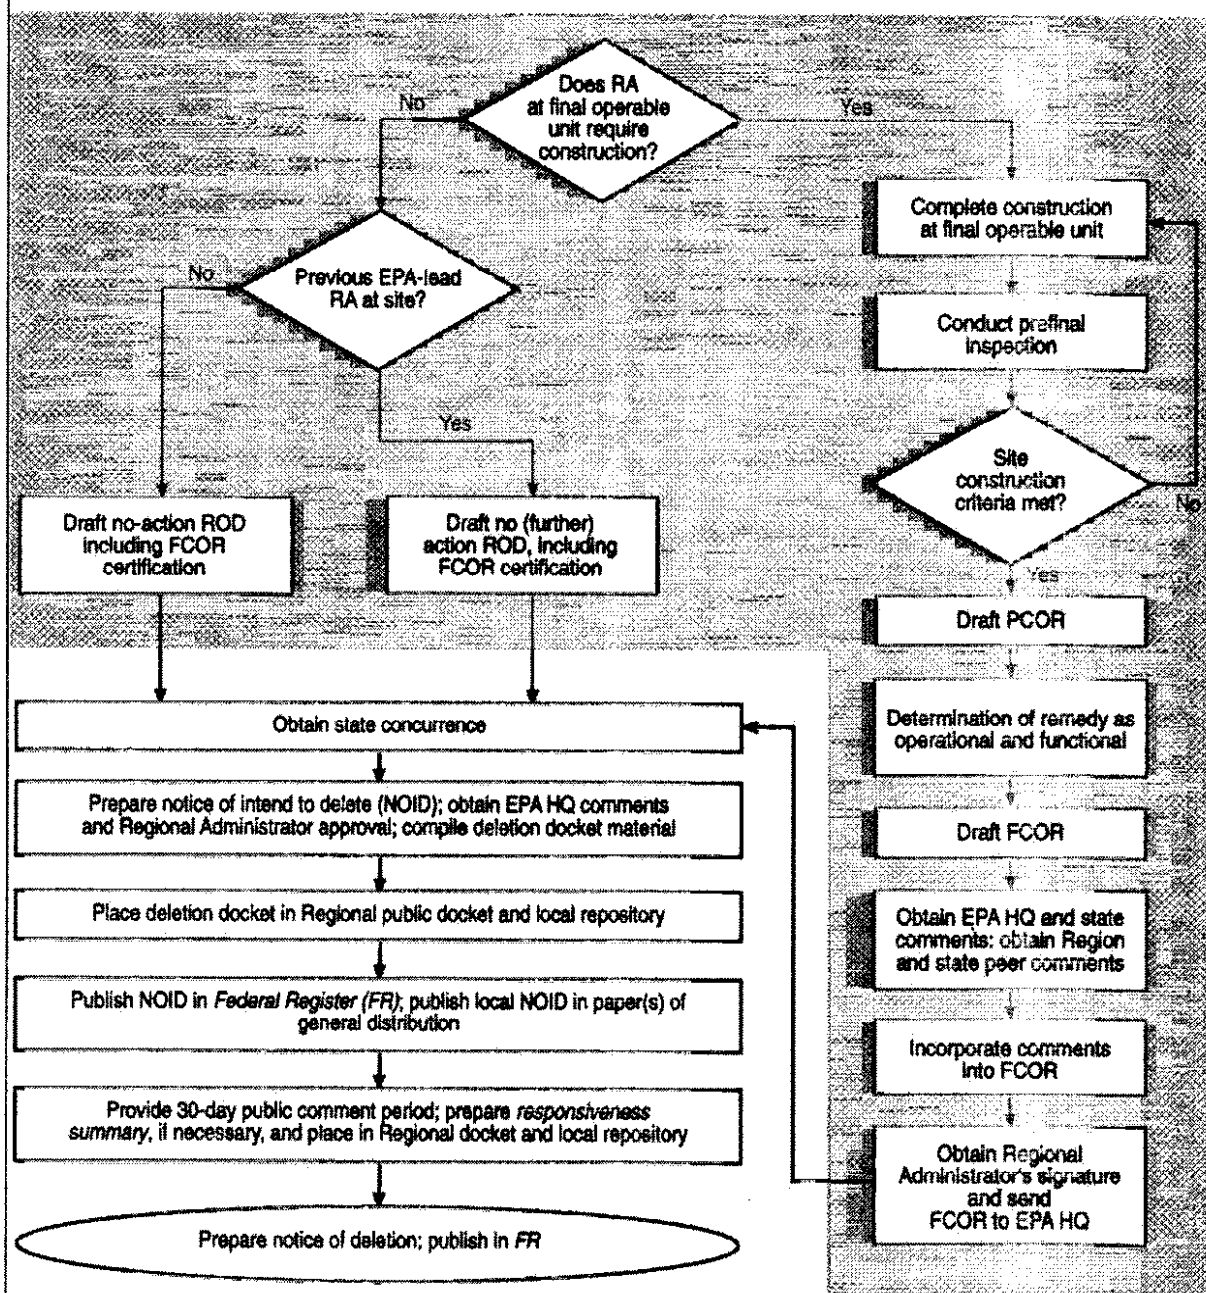 Does RA
at final operable
unit require
construction?
No
Yes
Complete construction
at final operable unit
Previous EPA-lead
RA at site?
No
Conduct prefinal
inspection
Yes
Site
construction
criteria met?
No
Draft no-action ROD
including FCOR
certification
Draft no (further)
action ROD, including
FCOR certification
Yes
Draft PCOR
Determination of remedy as
operational and functional
Obtain state concurrence
Prepare notice of intend to delete (NOID); obtain EPA HQ comments
and Regional Administrator approval; compile deletion docket material
Draft FCOR
Place deletion docket in Regional public docket and local repository
Obtain EPA HQ and state
comments: obtain Region
and state peer comments
Publish NOID in Federal Register (FR); publish local NOID in paper(s) of
general distribution
Incorporate comments
into FCOR
Provide 30-day public comment period; prepare responsiveness
summary, if necessary, and place in Regional docket and local repository
Obtain Regional
Administrator's signature
and send
FCOR to EPA HQ
Prepare notice of deletion; publish in FR